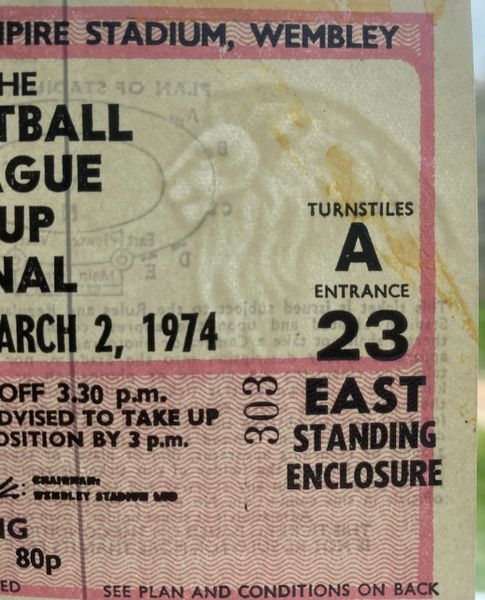 PIRE STADIUM, WEMBLEY
HE
TBALL
AGUE
UP
NAL
ARCH 2, 1974
TURNSTILES
A
ENTRANCE
23
EAST
STANDING
ENCLOSURE
303
OFF 3.30 p.m.
DVISED TO TAKE UP
OSITION BY 3 p.m.
CHAIRMAN:
WEMBLEY STADIUM LTD
NG
80p
ED
SEE PLAN AND CONDITIONS ON BACK